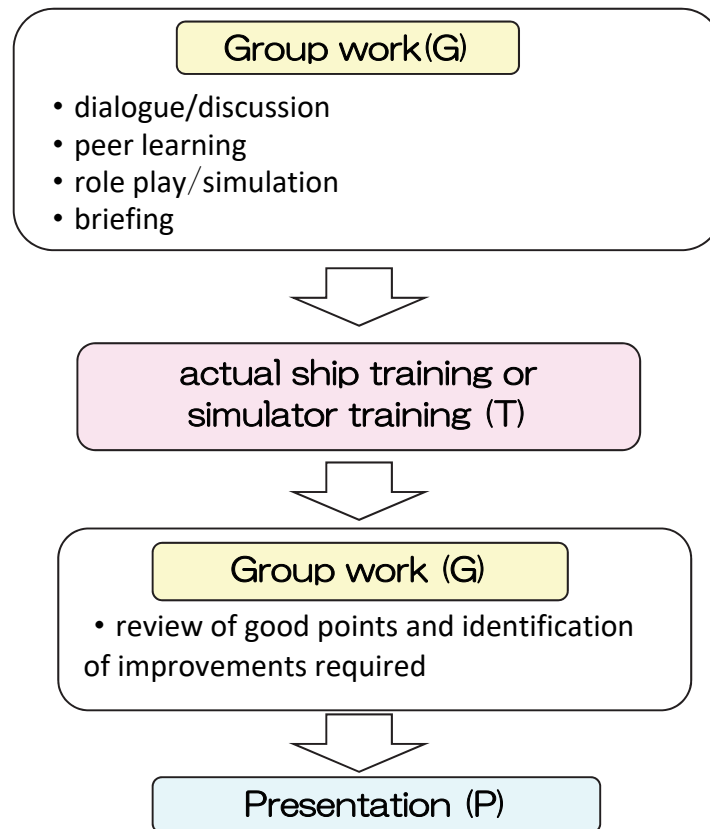 Group work(G)
• dialogue/discussion
• peer learning
• role play/simulation
• briefing
actual ship training or
simulator training (T)
Group work (G)
• review of good points and identification
of improvements required
Presentation (P)